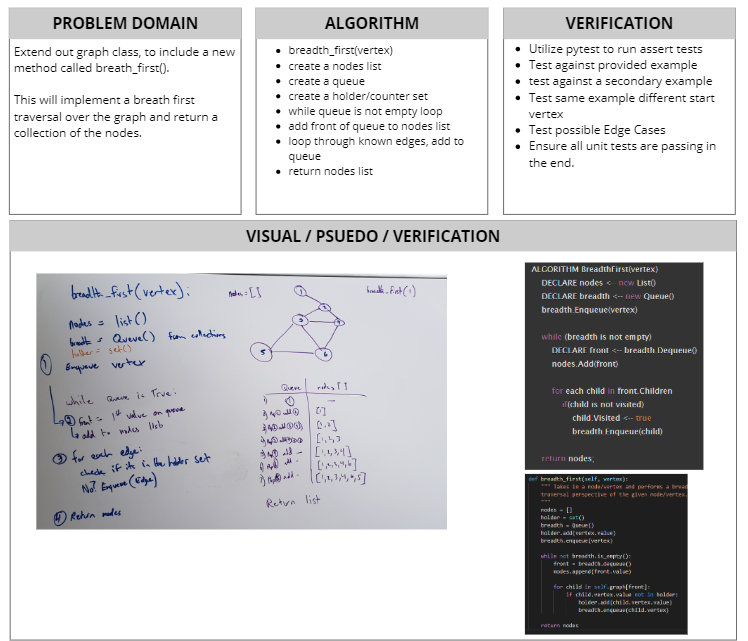 PROBLEM DOMAIN
Extend out graph class, to include a new
method called breath_first().
This will implement a breath first
traversal over the graph and return a
collection of the nodes.
ALGORITHM
breadth_first(vertex)
create a nodes list
create a queue
create a holder/counter set
while queue is not empty loop
add front of queue to nodes list
loop through known edges, add to
queue
return nodes list
VERIFICATION
Utilize pytest to run assert tests
Test against provided example
test against a secondary example
Test same example different start
vertex
Test possible Edge Cases
Ensure all unit tests are passing in
the end.
VISUAL / PSUEDO / VERIFICATION
breadth_first(vertex):
nodes = list()
breadth = Queue() from collections
holder = set()
1 Enqueue vertex
while Queue is True:
2 front = 1st value on queue
add to nodes list
3 for each edge:
check if its in the holder set
No? Enqueue (Edge)
4 Return nodes
nodes = []
1
2
3
4
5
6
breadth_first(1)
Queue nodes[]
[1]
[1,2]
[1,2,3
[1,2,3,4]
[1,2,3,4,6]
[1,2,3,4,6,5]
Return list
ALGORITHM BreadthFirst(vertex)
DECLARE nodes <-- new List()
DECLARE breadth <-- new Queue()
breadth.Enqueue(vertex)
while (breadth is not empty)
DECLARE front <-- breadth.Dequeue()
nodes.Add(front)
for each child in front.Children
if(child is not visited)
child.Visited <-- true
breadth.Enqueue(child)
return nodes;
def breadth_first(self, vertex):
""" Takes in a node/vertex and performs a bread
traversal perspective of the given node/vertex.
"""
nodes = []
holder = set()
breadth = Queue()
holder.add(vertex.value)
breadth.enqueue(vertex)
while not breadth.is_empty():
front = breadth.dequeue()
nodes.append(front.value)
for child in self.graph[front]:
if child.vertex.value not in holder:
holder.add(child.vertex.value)
breadth.enqueue(child.vertex)
return nodes